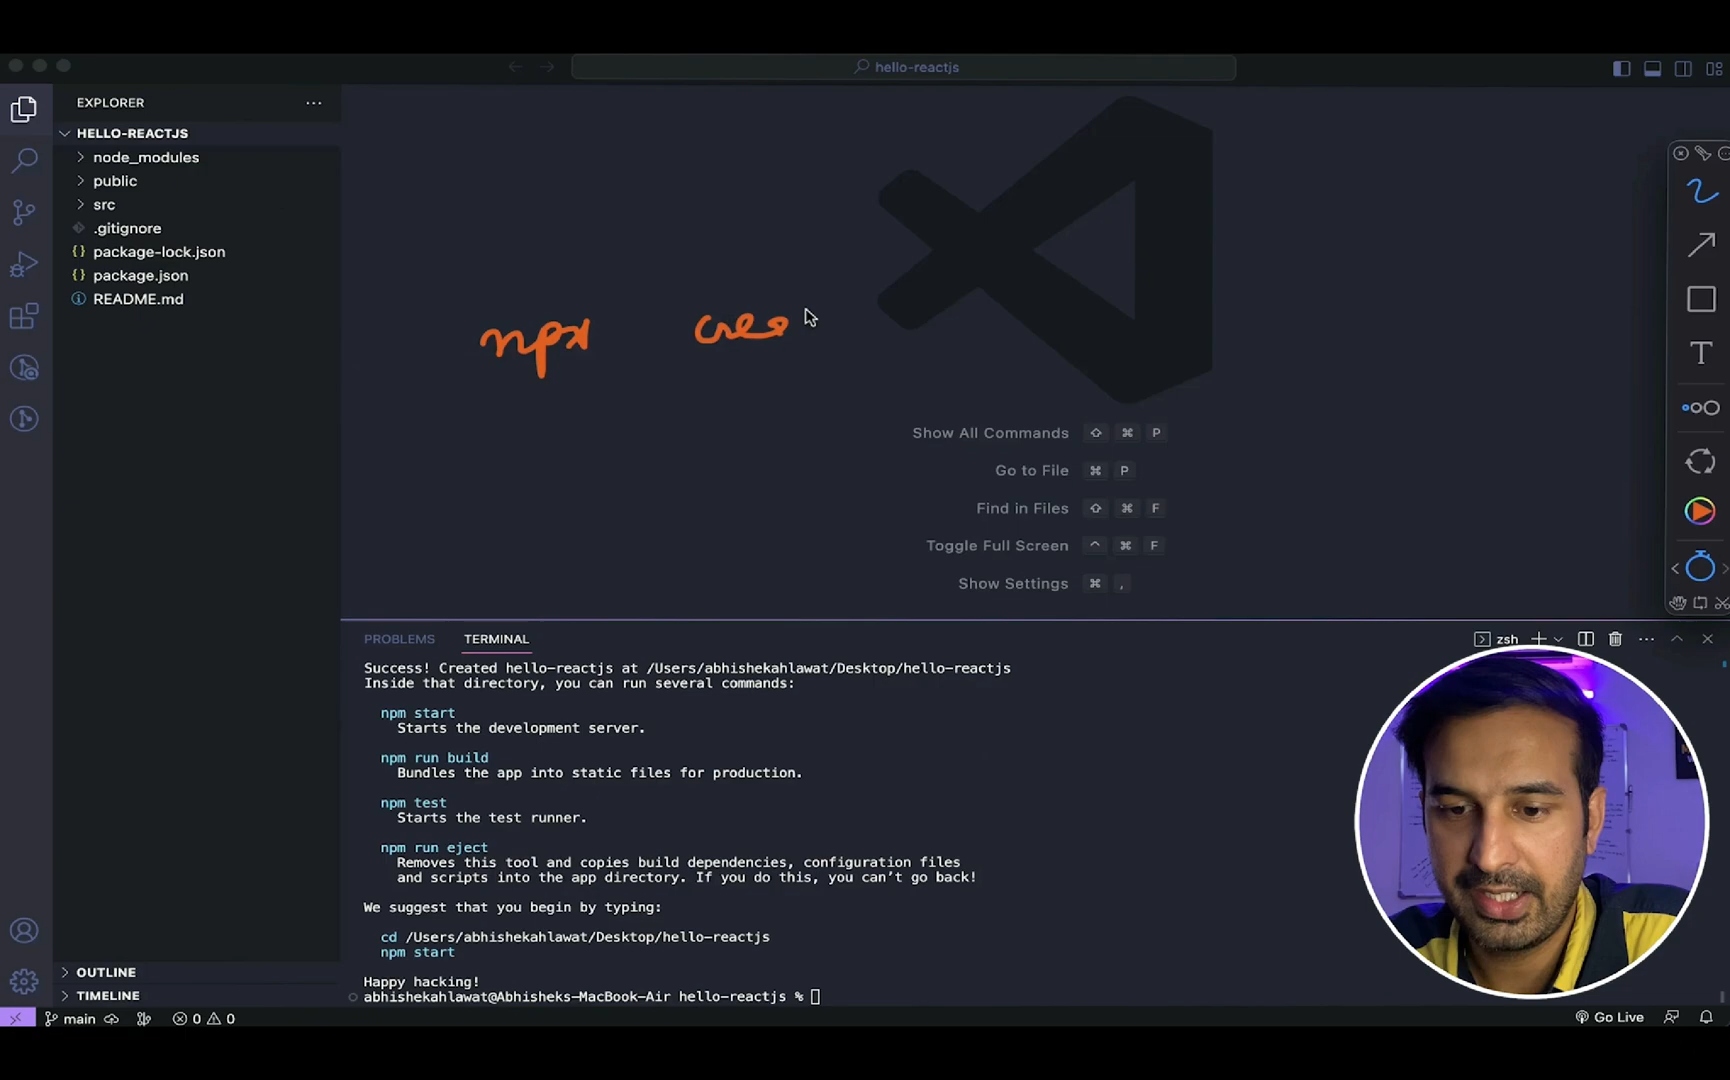 hello-reactjs
EXPLORER
HELLO-REACTJS
node_modules
public
src
.gitignore
{} package-lock.json
{} package.json
README.md
npx crea
Show All Commands ⇧ ⌘ P
Go to File ⌘ P
Find in Files ⇧ ⌘ F
Toggle Full Screen ^ ⌘ F
Show Settings ⌘ ,
T
PROBLEMS TERMINAL
zsh
Success! Created hello-reactjs at /Users/abhishekahlawat/Desktop/hello-reactjs
Inside that directory, you can run several commands:
npm start
Starts the development server.
npm run build
Bundles the app into static files for production.
npm test
Starts the test runner.
npm run eject
Removes this tool and copies build dependencies, configuration files
and scripts into the app directory. If you do this, you can't go back!
We suggest that you begin by typing:
cd /Users/abhishekahlawat/Desktop/hello-reactjs
npm start
Happy hacking!
abhishekahlawat@Abhisheks-MacBook-Air hello-reactjs %
OUTLINE
TIMELINE
main 0 0 Go Live